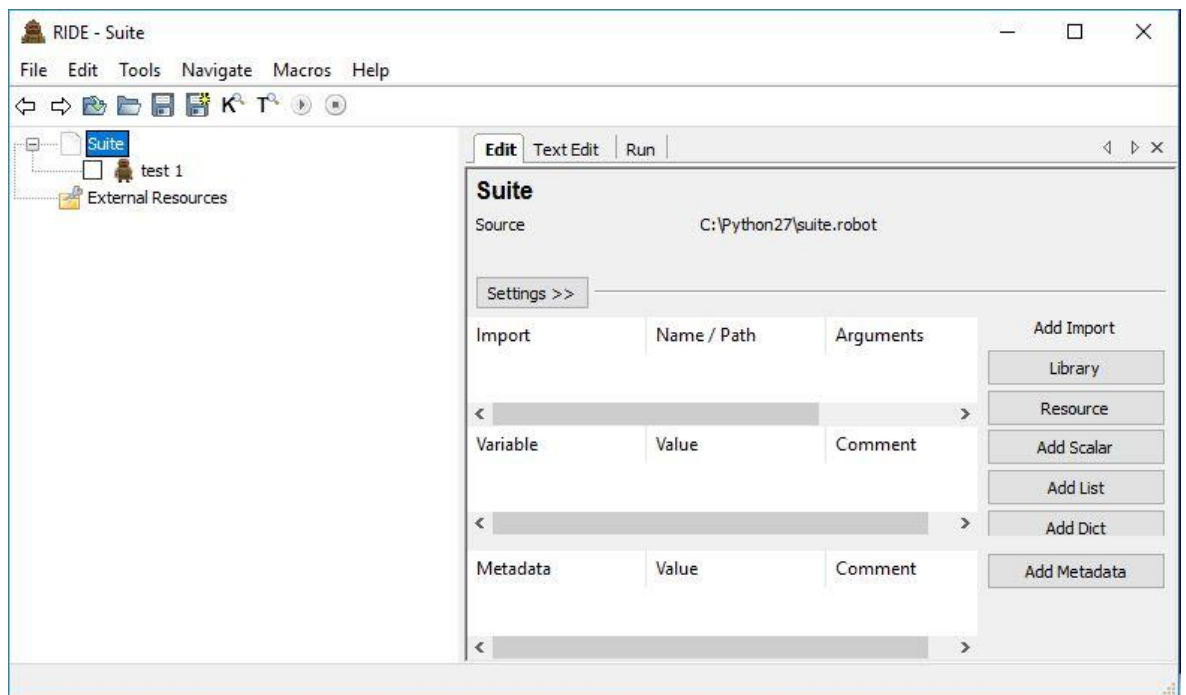 RIDE - Suite
File Edit Tools Navigate Macros Help
K T
Suite
test 1
External Resources
Edit Text Edit Run
Suite
Source C:\Python27\suite.robot
Settings >>
Import Name / Path Arguments
Add Import
Library
Resource
Variable Value Comment
Add Scalar
Add List
Add Dict
Metadata Value Comment
Add Metadata